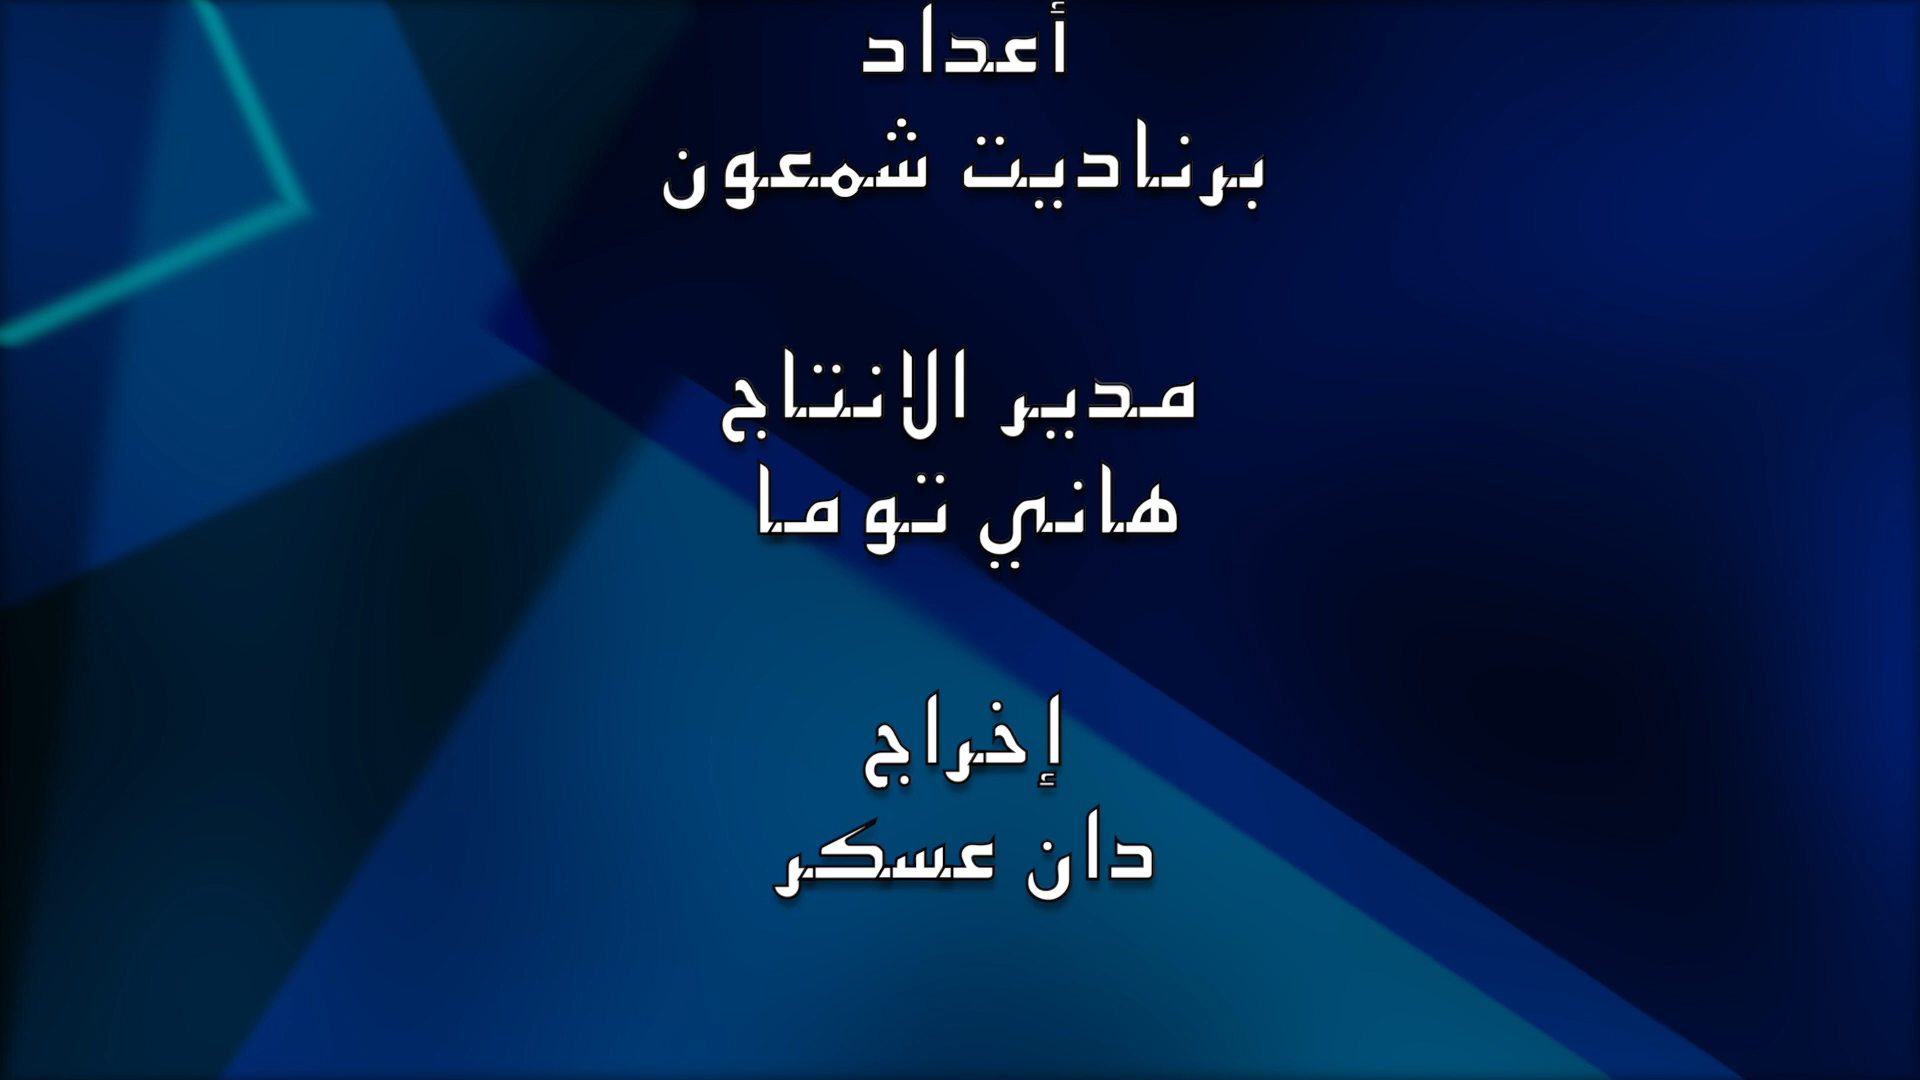 أعداد
برناديت شمعون
مدير الانتاج
هاني توما
إخراج
دان عسكر